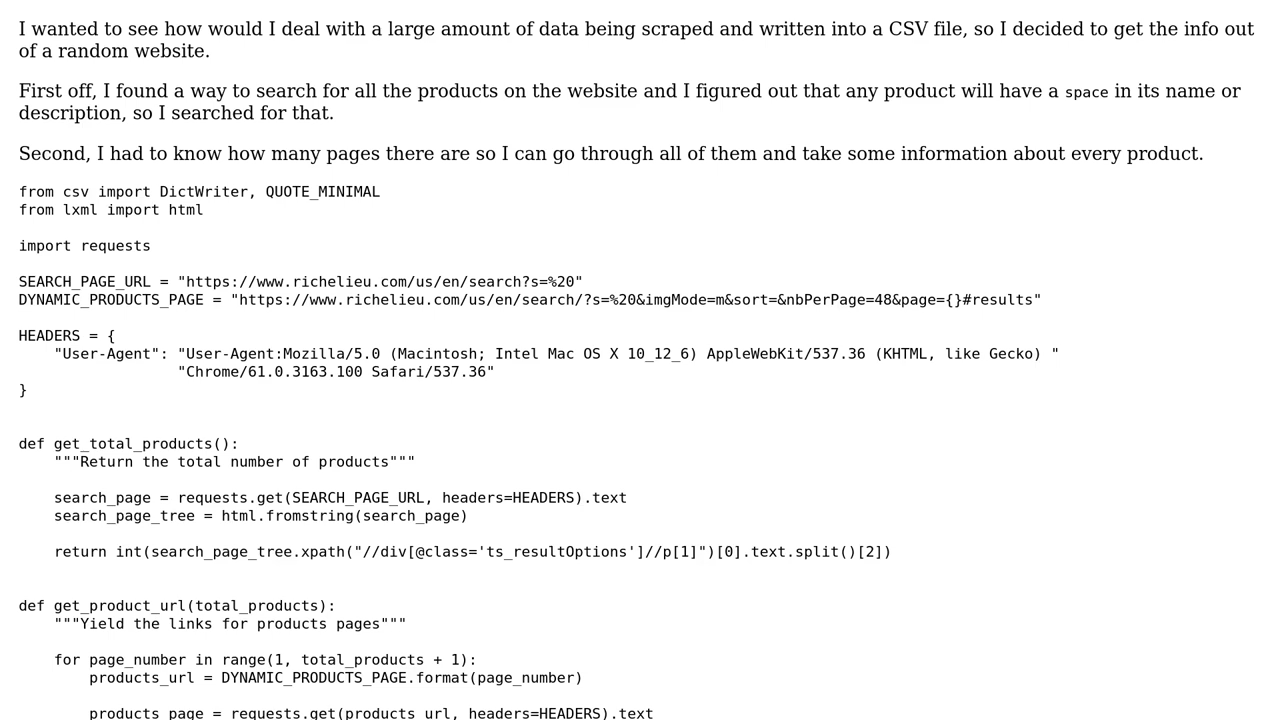 I wanted to see how would I deal with a large amount of data being scraped and written into a CSV file, so I decided to get the info out
of a random website.
First off, I found a way to search for all the products on the website and I figured out that any product will have a space in its name or
description, so I searched for that.
Second, I had to know how many pages there are so I can go through all of them and take some information about every product.
from csv import DictWriter, QUOTE_MINIMAL
from lxml import html
import requests
SEARCH_PAGE_URL = "https://www.richelieu.com/us/en/search?s=%20"
DYNAMIC_PRODUCTS_PAGE = "https://www.richelieu.com/us/en/search/?s=%20&imgMode=m&sort=&nbPerPage=48&page={}#results"
HEADERS = {
    "User-Agent": "User-Agent:Mozilla/5.0 (Macintosh; Intel Mac OS X 10_12_6) AppleWebKit/537.36 (KHTML, like Gecko) "
                  "Chrome/61.0.3163.100 Safari/537.36"
}
def get_total_products():
    """Return the total number of products"""
    search_page = requests.get(SEARCH_PAGE_URL, headers=HEADERS).text
    search_page_tree = html.fromstring(search_page)
    return int(search_page_tree.xpath("//div[@class='ts_resultOptions']//p[1]")[0].text.split()[2])
def get_product_url(total_products):
    """Yield the links for products pages"""
    for page_number in range(1, total_products + 1):
        products_url = DYNAMIC_PRODUCTS_PAGE.format(page_number)
        products_page = requests.get(products_url, headers=HEADERS).text